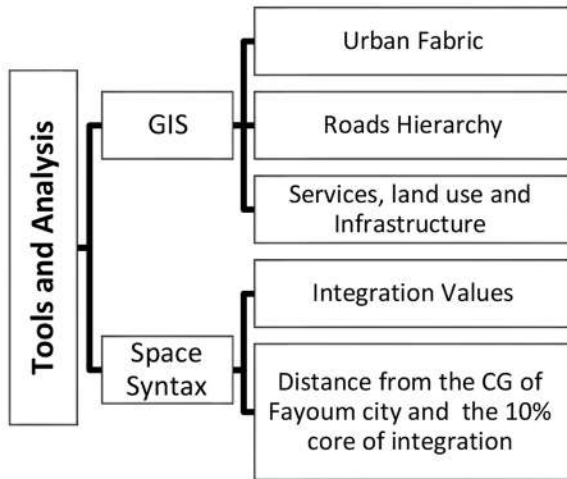 Tools and Analysis
GIS
Urban Fabric
Roads Hierarchy
Services, land use and
Infrastructure
Space
Syntax
Integration Values
Distance from the CG of
Fayoum city and the 10%
core of integration